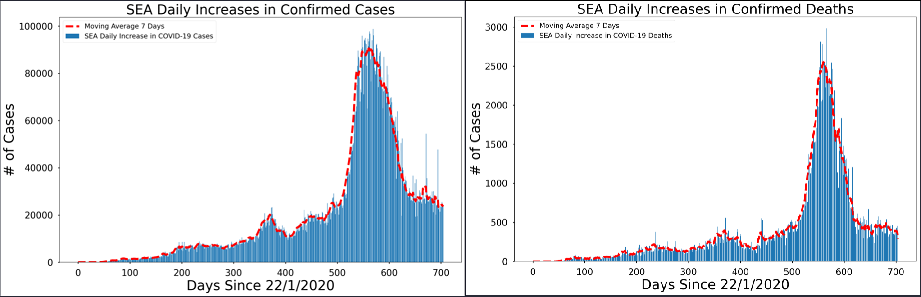 SEA Daily Increases in Confirmed Cases
Moving Average 7 Days
SEA Daily Increase in COVID-19 Cases
100000
80000
60000
40000
20000
0
# of Cases
0 100 200 300 400 500 600 700
Days Since 22/1/2020
SEA Daily Increases in Confirmed Deaths
Moving Average 7 Days
SEA Daily Increase in COVID-19 Deaths
3000
2500
2000
1500
1000
500
0
# of Cases
0 100 200 300 400 500 600 700
Days Since 22/1/2020